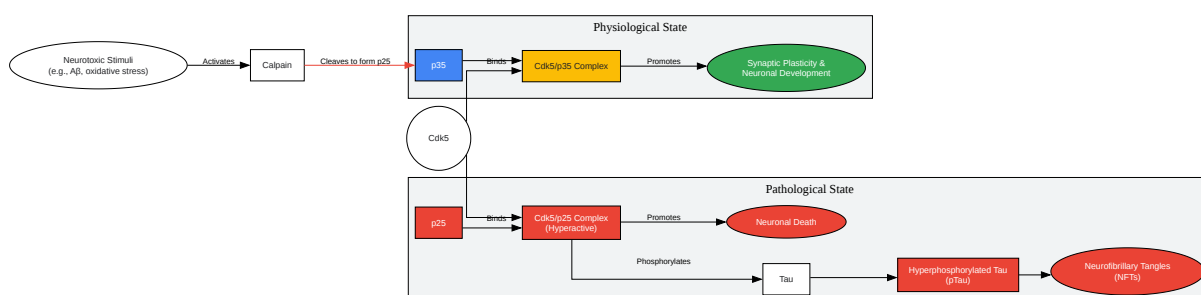 Physiological State
Neurotoxic Stimuli
(e.g., Aβ, oxidative stress)
Activates
Calpain
Cleaves to form p25
p35
Binds
Cdk5/p35 Complex
Promotes
Synaptic Plasticity &
Neuronal Development
Cdk5
Pathological State
p25
Binds
Cdk5/p25 Complex
(Hyperactive)
Promotes
Neuronal Death
Phosphorylates
Tau
Hyperphosphorylated Tau
(pTau)
Neurofibrillary Tangles
(NFTs)